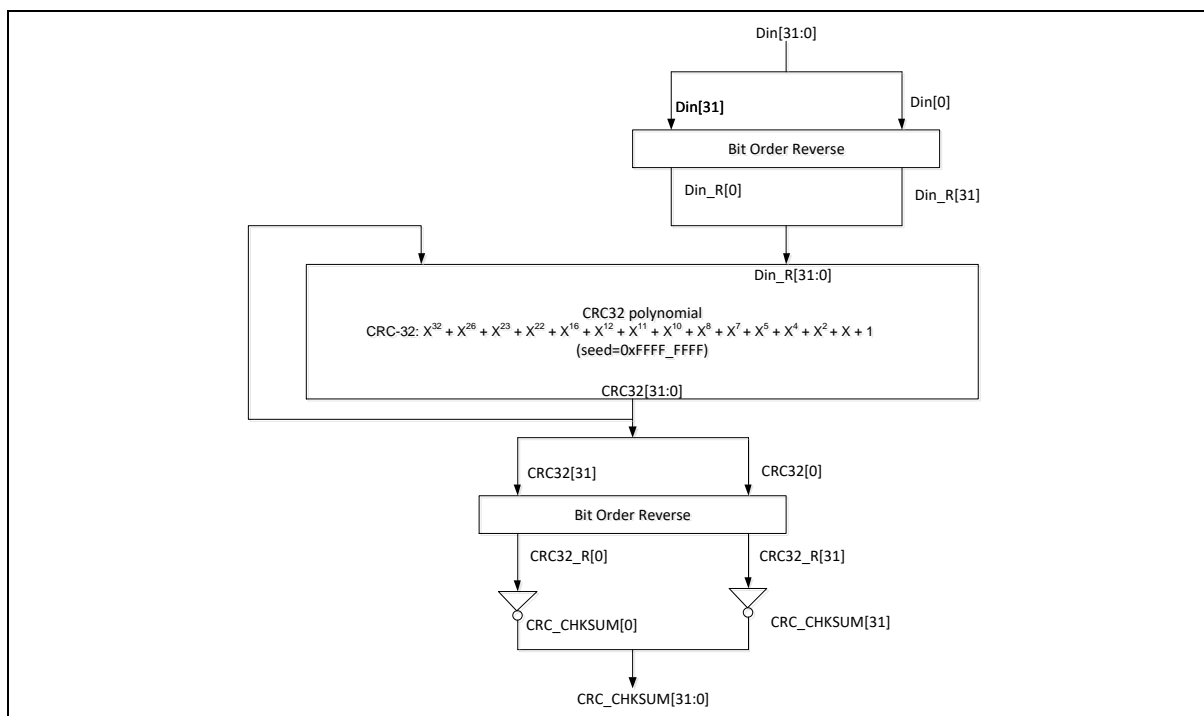 Din[31:0]
Din[31]
Din[0]
Bit Order Reverse
Din_R[0]
Din_R[31]
Din_R[31:0]
CRC32 polynomial
CRC-32: X³² + X²⁶ + X²³ + X²² + X¹⁶ + X¹² + X¹¹ + X¹⁰ + X⁸ + X⁷ + X⁵ + X⁴ + X² + X + 1
(seed=0xFFFF_FFFF)
CRC32[31:0]
CRC32[31]
CRC32[0]
Bit Order Reverse
CRC32_R[0]
CRC32_R[31]
CRC_CHKSUM[0]
CRC_CHKSUM[31]
CRC_CHKSUM[31:0]